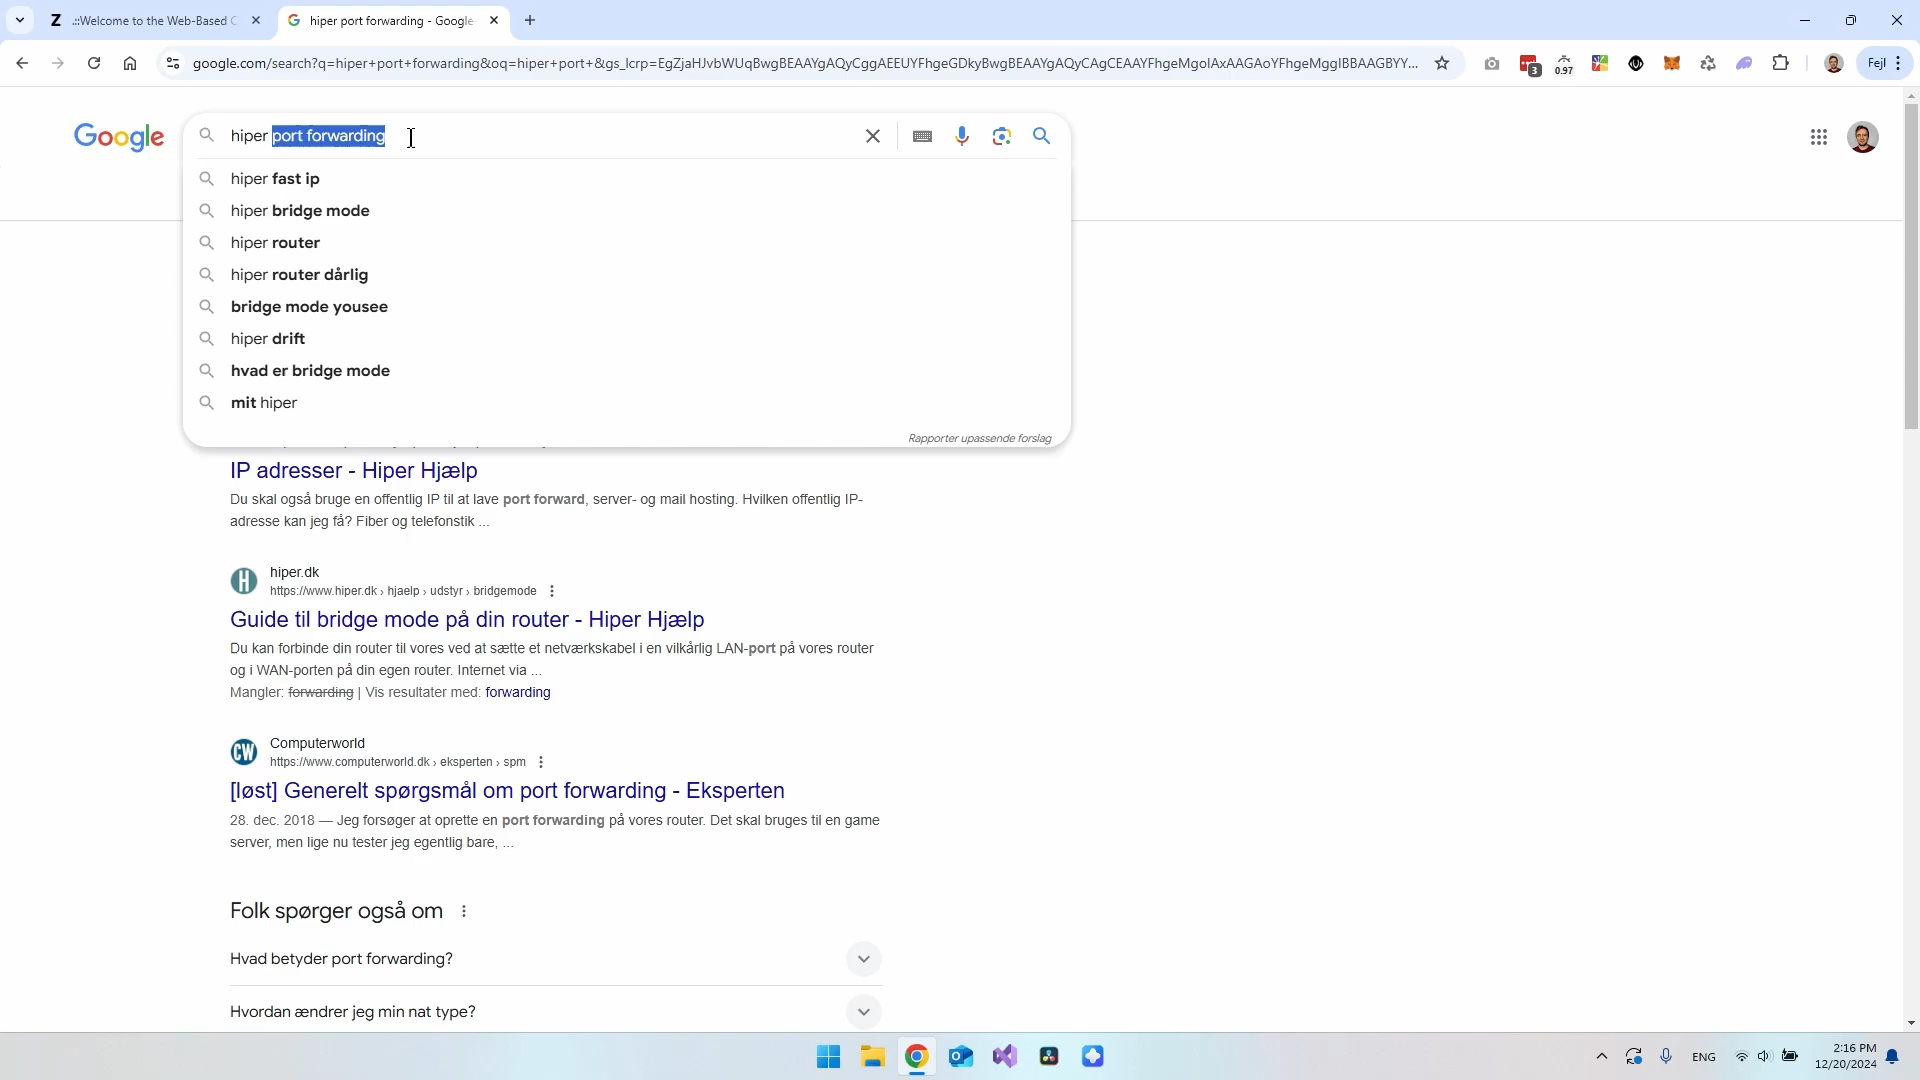 .::Welcome to the Web-Based C
hiper port forwarding - Google
google.com/search?q=hiper+port+forwarding&oq=hiper+port+&gs_lcrp=EgZjaHJvbWUqBwgBEAAYgAQyCggAEEUYFhgeGDkyBwgBEAAYgAQyCAgCEAAYFhgeMgoIAxAAGAoYFhgeMggIBBAAGBYY...
3
0.97
Fejl
Google
hiper port forwarding
hiper fast ip
hiper bridge mode
hiper router
hiper router dårlig
bridge mode yousee
hiper drift
hvad er bridge mode
mit hiper
Rapporter upassende forslag
IP adresser - Hiper Hjælp
Du skal også bruge en offentlig IP til at lave port forward, server- og mail hosting. Hvilken offentlig IP-
adresse kan jeg få? Fiber og telefonstik ...
hiper.dk
https://www.hiper.dk › hjaelp › udstyr › bridgemode
Guide til bridge mode på din router - Hiper Hjælp
Du kan forbinde din router til vores ved at sætte et netværkskabel i en vilkårlig LAN-port på vores router
og i WAN-porten på din egen router. Internet via ...
Mangler: forwarding | Vis resultater med: forwarding
CW
Computerworld
https://www.computerworld.dk › eksperten › spm
[løst] Generelt spørgsmål om port forwarding - Eksperten
28. dec. 2018 — Jeg forsøger at oprette en port forwarding på vores router. Det skal bruges til en game
server, men lige nu tester jeg egentlig bare, ...
Folk spørger også om
Hvad betyder port forwarding?
Hvordan ændrer jeg min nat type?
ENG
2:16 PM
12/20/2024